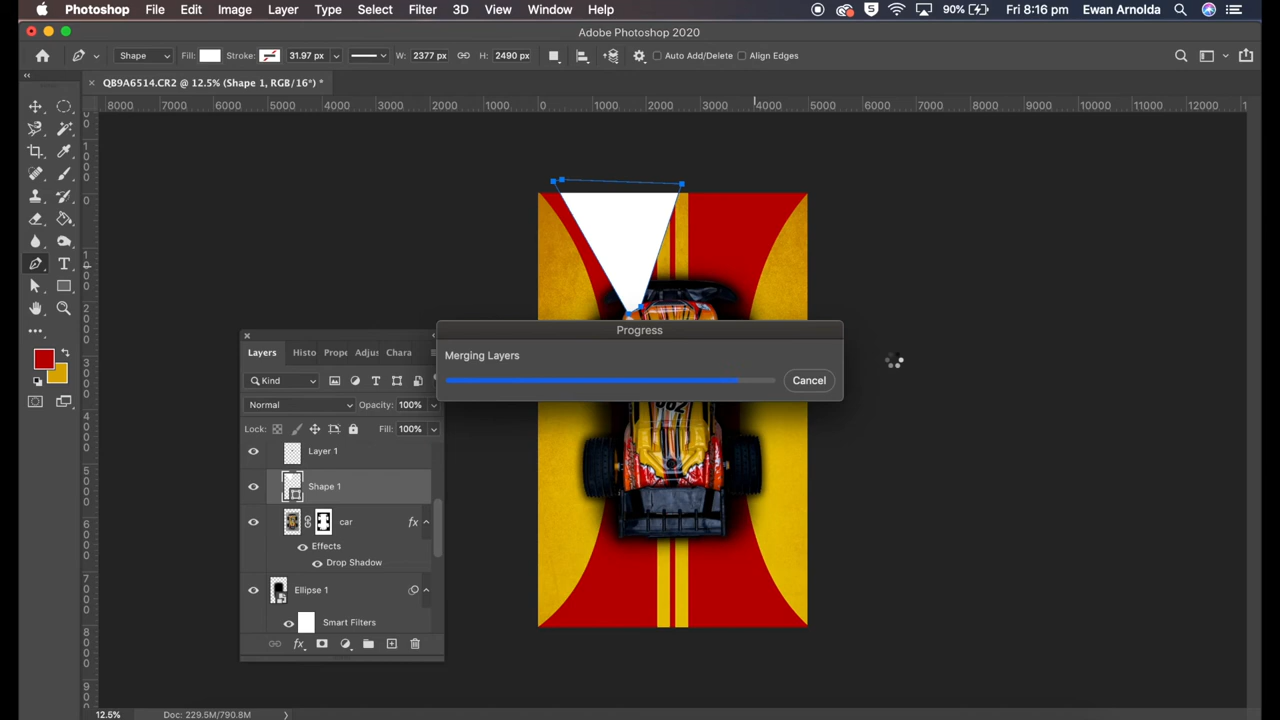 Photoshop File Edit Image Layer Type Select Filter 3D View Window Help 90% Fri 8:16 pm Ewan Arnolda
Adobe Photoshop 2020
Shape Fill: Stroke: 31.97 px W: 2377 px H: 2490 px Auto Add/Delete Align Edges
QB9A6514.CR2 @ 12.5% (Shape 1, RGB/16*) *
8000 7000 6000 5000 4000 3000 2000 1000 0 1000 2000 3000 4000 5000 6000 7000 8000 9000 10000 11000 12000 1
Progress
Merging Layers
Cancel
Layers Histo Prope Adjus Chara
Kind
Normal Opacity: 100%
Lock: Fill: 100%
Layer 1
Shape 1
car fx
Effects
Drop Shadow
Ellipse 1
Smart Filters
fx
12.5% Doc: 229.5M/790.8M